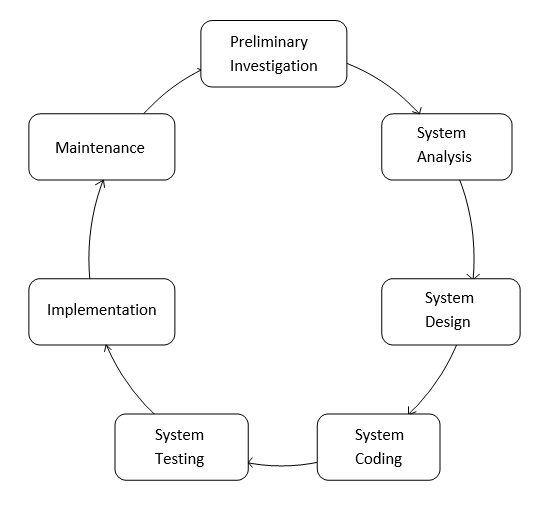 Preliminary
Investigation
System
Analysis
System
Design
System
Coding
System
Testing
Implementation
Maintenance